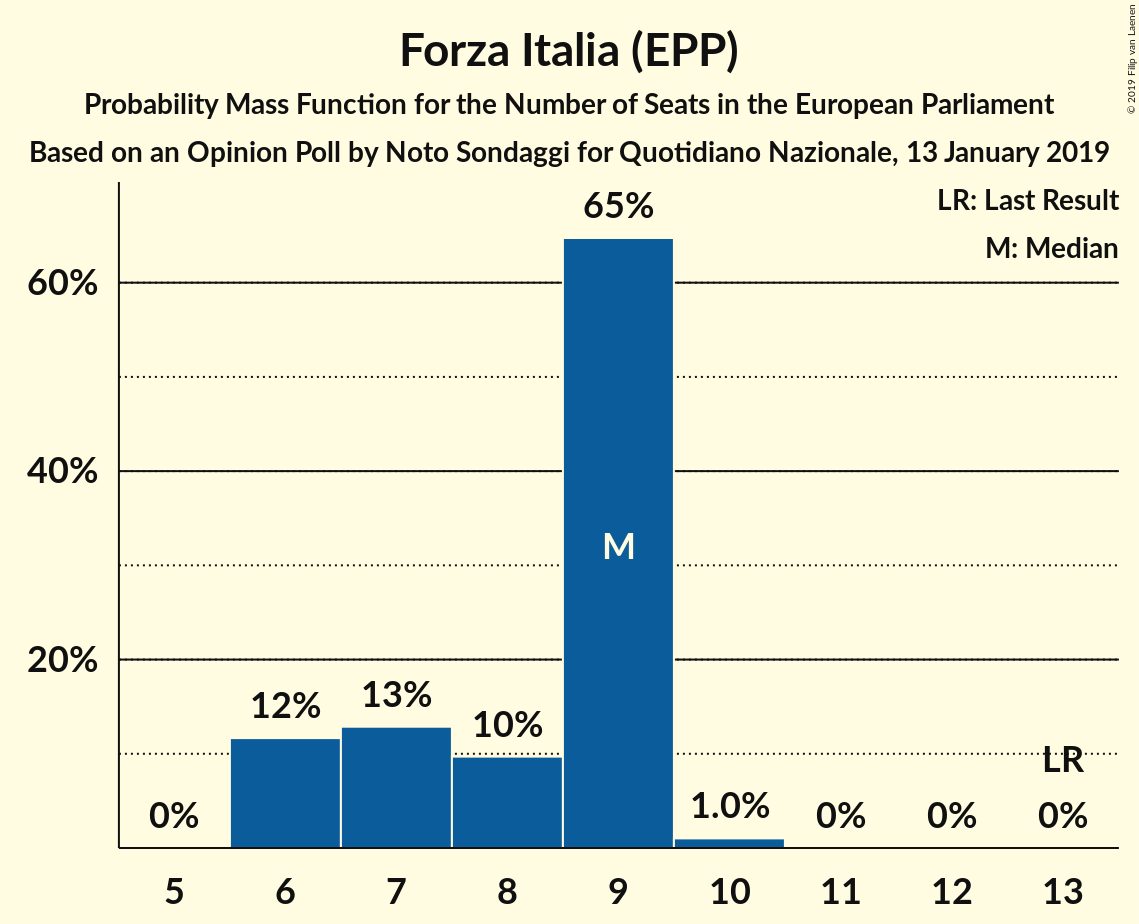 Forza Italia (EPP)
Probability Mass Function for the Number of Seats in the European Parliament
Based on an Opinion Poll by Noto Sondaggi for Quotidiano Nazionale, 13 January 2019
© 2019 Filip van Laenen
LR: Last Result
M: Median
65%
60%
40%
M
20%
12%
13%
10%
LR
0%
1.0%
0%
0%
0%
5 6 7 8 9 10 11 12 13